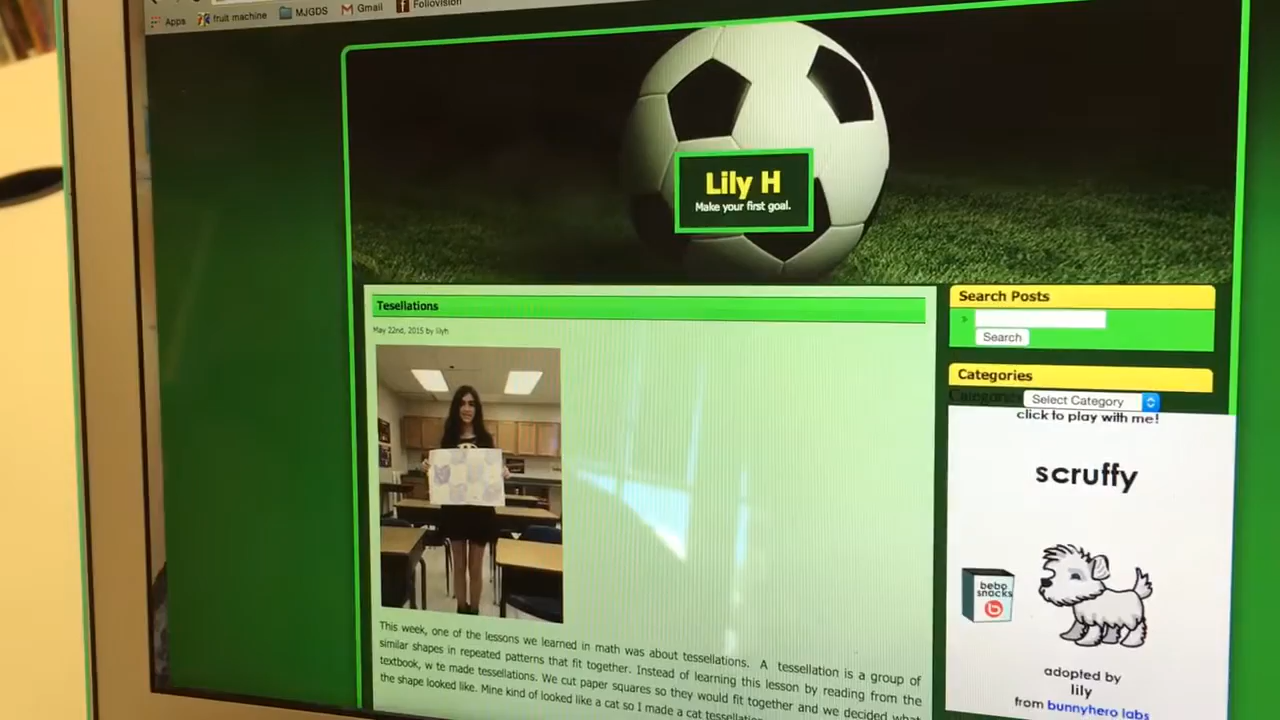 Apps fruit machine MJGDS Gmail Foliovision
Lily H
Make your first goal.
Tesellations
May 22nd, 2015 by lilyh
This week, one of the lessons we learned in math was about tessellations. A tessellation is a group of
similar shapes in repeated patterns that fit together. Instead of learning this lesson by reading from the
textbook, w te made tessellations. We cut paper squares so they would fit together and we decided what
the shape looked like. Mine kind of looked like a cat so I made a cat
Search Posts
»
Search
Categories
Categories Select Category
click to play with me!
scruffy
bebo
snacks
b
adopted by
lily
from bunnyhero labs